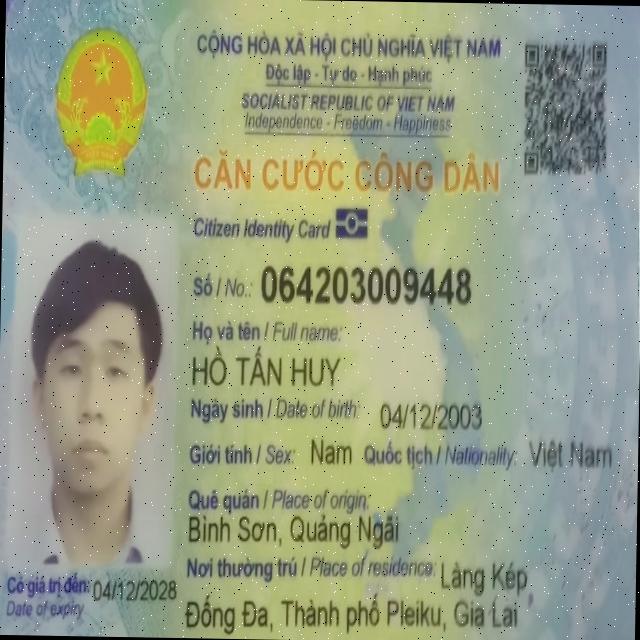 CỘNG HÒA XÃ HỘI CHỦ NGHĨA VIỆT NAM
Độc lập - Tự do - Hạnh phúc
SOCIALIST REPUBLIC OF VIET NAM
Independence - Freedom - Happiness
CĂN CƯỚC CÔNG DÂN
Citizen Identity Card
Số / No.: 064203009448
Họ và tên / Full name:
HỒ TẤN HUY
Ngày sinh / Date of birth: 04/12/2003
Giới tính / Sex: Nam Quốc tịch / Nationality: Việt Nam
Quê quán / Place of origin:
Bình Sơn, Quảng Ngãi
Nơi thường trú / Place of residence: Làng Kép,
Đống Đa, Thành phố Pleiku, Gia Lai
Có giá trị đến: 04/12/2028
Date of expiry